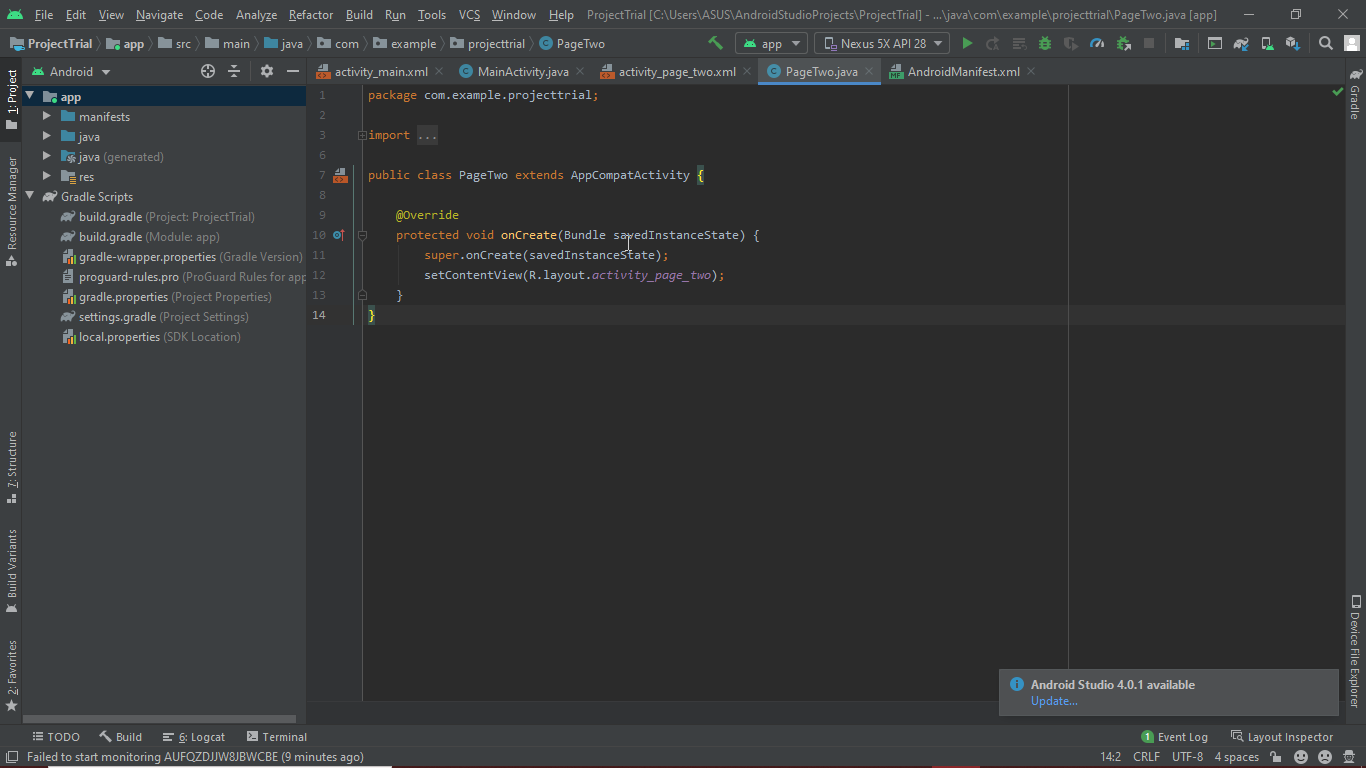 File Edit View Navigate Code Analyze Refactor Build Run Tools VCS Window Help ProjectTrial [C:\Users\ASUS\AndroidStudioProjects\ProjectTrial] - ...\java\com\example\projecttrial\PageTwo.java [app]
ProjectTrial app src main java com example projecttrial PageTwo app Nexus 5X API 28
Android activity_main.xml MainActivity.java activity_page_two.xml PageTwo.java AndroidManifest.xml
1: Project
Resource Manager
7: Structure
Build Variants
2: Favorites
app
manifests
java
java (generated)
res
Gradle Scripts
build.gradle (Project: ProjectTrial)
build.gradle (Module: app)
gradle-wrapper.properties (Gradle Version)
proguard-rules.pro (ProGuard Rules for app
gradle.properties (Project Properties)
settings.gradle (Project Settings)
local.properties (SDK Location)
1 package com.example.projecttrial;
2
3 import ...
6
7 public class PageTwo extends AppCompatActivity {
8
9 @Override
10 protected void onCreate(Bundle savedInstanceState) {
11 super.onCreate(savedInstanceState);
12 setContentView(R.layout.activity_page_two);
13 }
14 }
Gradle
Device File Explorer
Android Studio 4.0.1 available
Update...
TODO Build 6: Logcat Terminal 1 Event Log Layout Inspector
Failed to start monitoring AUFQZDJJW8JBWCBE (9 minutes ago) 14:2 CRLF UTF-8 4 spaces